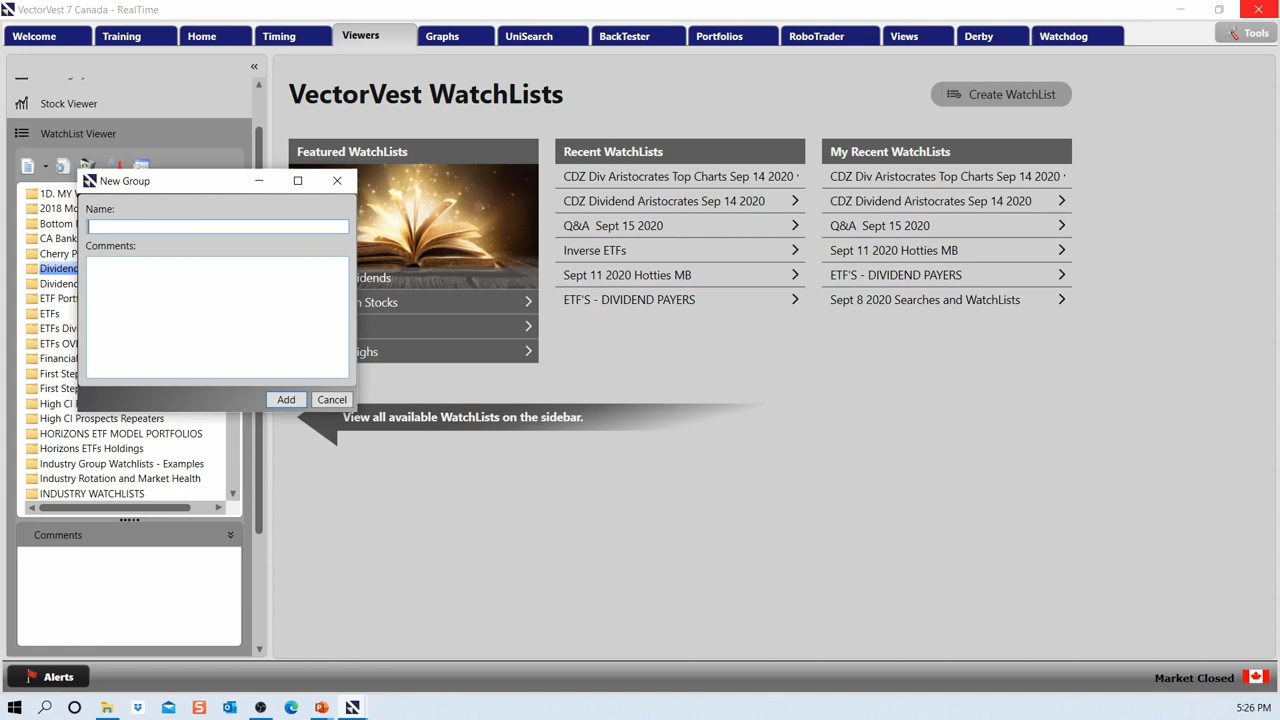 VectorVest 7 Canada - RealTime
Welcome
Training
Home
Timing
Viewers
Graphs
UniSearch
BackTester
Portfolios
RoboTrader
Views
Derby
Watchdog
Tools
Stock Viewer
WatchList Viewer
1D. MY
2018 Mo
Bottom
CA Bank
Cherry P
Dividend
Dividend
ETF Port
ETFs
ETFs Div
ETFs OV
Financial
First Step
First Step
High CI
High CI Prospects Repeaters
HORIZONS ETF MODEL PORTFOLIOS
Horizons ETFs Holdings
Industry Group Watchlists - Examples
Industry Rotation and Market Health
INDUSTRY WATCHLISTS
Comments
New Group
Name:
Comments:
Add
Cancel
VectorVest WatchLists
Create WatchList
Featured WatchLists
idends
n Stocks
ighs
Recent WatchLists
CDZ Div Aristocrates Top Charts Sep 14 2020
CDZ Dividend Aristocrates Sep 14 2020
Q&A Sept 15 2020
Inverse ETFs
Sept 11 2020 Hotties MB
ETF'S - DIVIDEND PAYERS
My Recent WatchLists
CDZ Div Aristocrates Top Charts Sep 14 2020
CDZ Dividend Aristocrates Sep 14 2020
Q&A Sept 15 2020
Sept 11 2020 Hotties MB
ETF'S - DIVIDEND PAYERS
Sept 8 2020 Searches and WatchLists
View all available WatchLists on the sidebar.
Alerts
Market Closed
5:26 PM